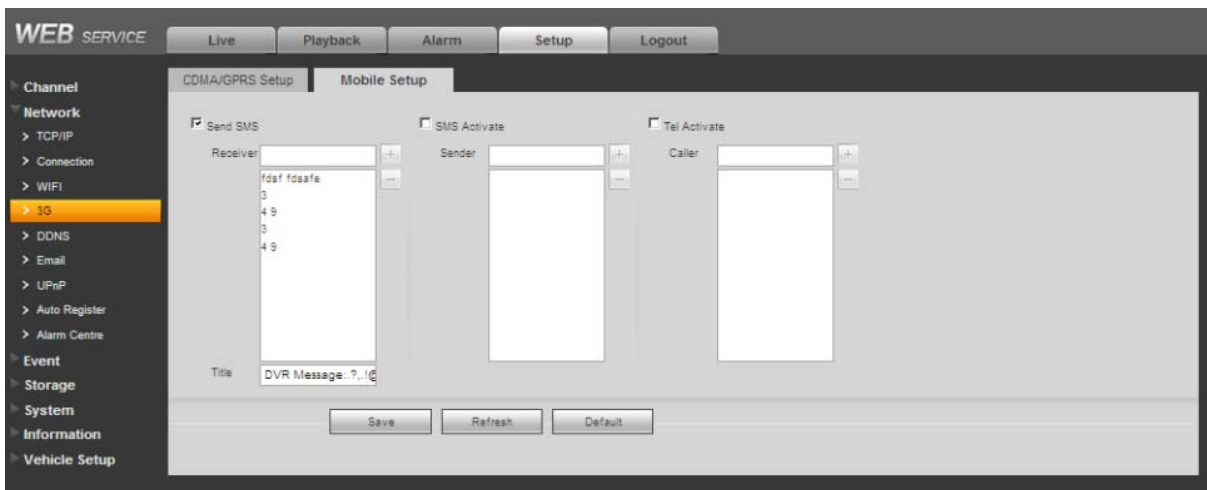 WEB SERVICE
Live Playback Alarm Setup Logout
Channel
Network
> TCP/IP
> Connection
> WIFI
> 3G
> DDNS
> Email
> UPnP
> Auto Register
> Alarm Centre
Event
Storage
System
Information
Vehicle Setup
CDMA/GPRS Setup Mobile Setup
Send SMS SMS Activate Tel Activate
Receiver + Sender + Caller +
− − −
fdsf fdsafe
3
4 9
3
4 9
Title DVR Message:.?,.!@
Save Refresh Default